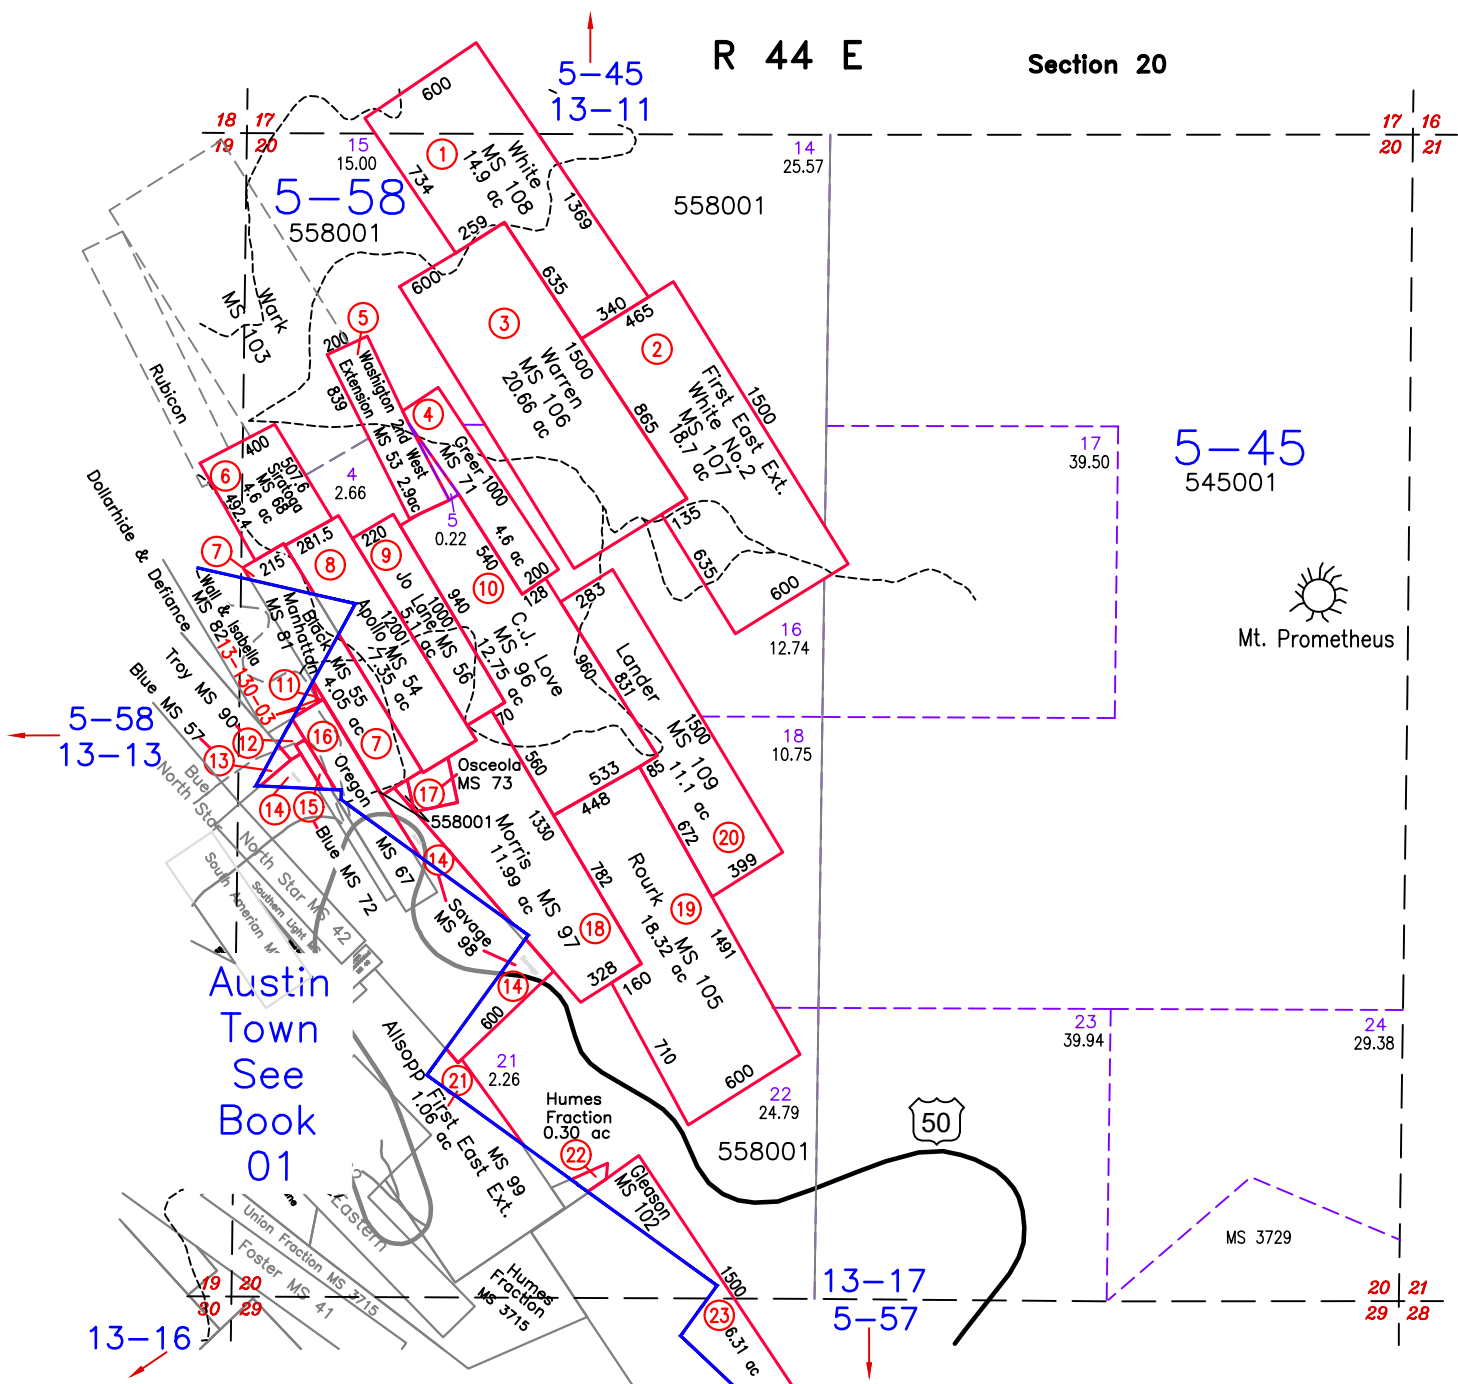 R 44 E
Section 20
5-45
13-11
18 17
19 20
17 16
20 21
15
15.00
14
25.57
5-58
558001
558001
600
1
White
MS 108
14.9 ac
734
259
1369
600
635
340
465
3
Warren
MS 106
20.66 ac
1500
865
2
First East Ext.
White No.2
MS 107
18.7 ac
1500
135
635
600
Wark
MS 103
Rubicon
5
200
Washington 2nd West
Extension MS 53 2.9ac
839
4
Greer
MS 71
1000
4.6 ac
200
540
128
4
2.66
5
0.22
6
400
507.6
Siratoga
MS 68
4.6 ac
492.4
17
39.50
5-45
545001
Mt. Prometheus
16
12.74
18
10.75
Dollarhide & Defiance
7
215
281.5
8
220
9
10
Wall & Isabella
MS 82
MS 81
Manhattan
Black MS 55
4.05 ac
Apollo MS 54
1200
7.35 ac
Jo Lane MS 56
1000
5.17 ac
940
C.J. Love
MS 96
12.75 ac
70
960
283
Lander
831
MS 109
11.1 ac
1500
20
399
85
672
533
448
13-130-03
Troy MS 90
Blue MS 57
11
12
13
14
15
16
7
Oregon
MS 67
Blue MS 72
5-58
13-13
Bue
North Star
North Star MS 42
South Amerian MS
Southern Light
Osceola
MS 73
17
558001
560
1330
Morris
11.99 ac
MS 97
18
782
328
160
Rourk
18.32 ac
MS 105
19
1491
710
600
14
Savage
MS 98
14
600
Austin
Town
See
Book
01
Allsopp First East Ext.
1.06 ac
MS 99
21
21
2.26
Humes
Fraction
0.30 ac
22
Gleason
MS 102
1500
22
24.79
558001
23
39.94
24
29.38
50
MS 3729
Eastern
Union Fraction MS 3715
Foster MS 41
Humes
Fraction
MS 3715
19 20
30 29
13-16
23
6.31 ac
13-17
5-57
20 21
29 28